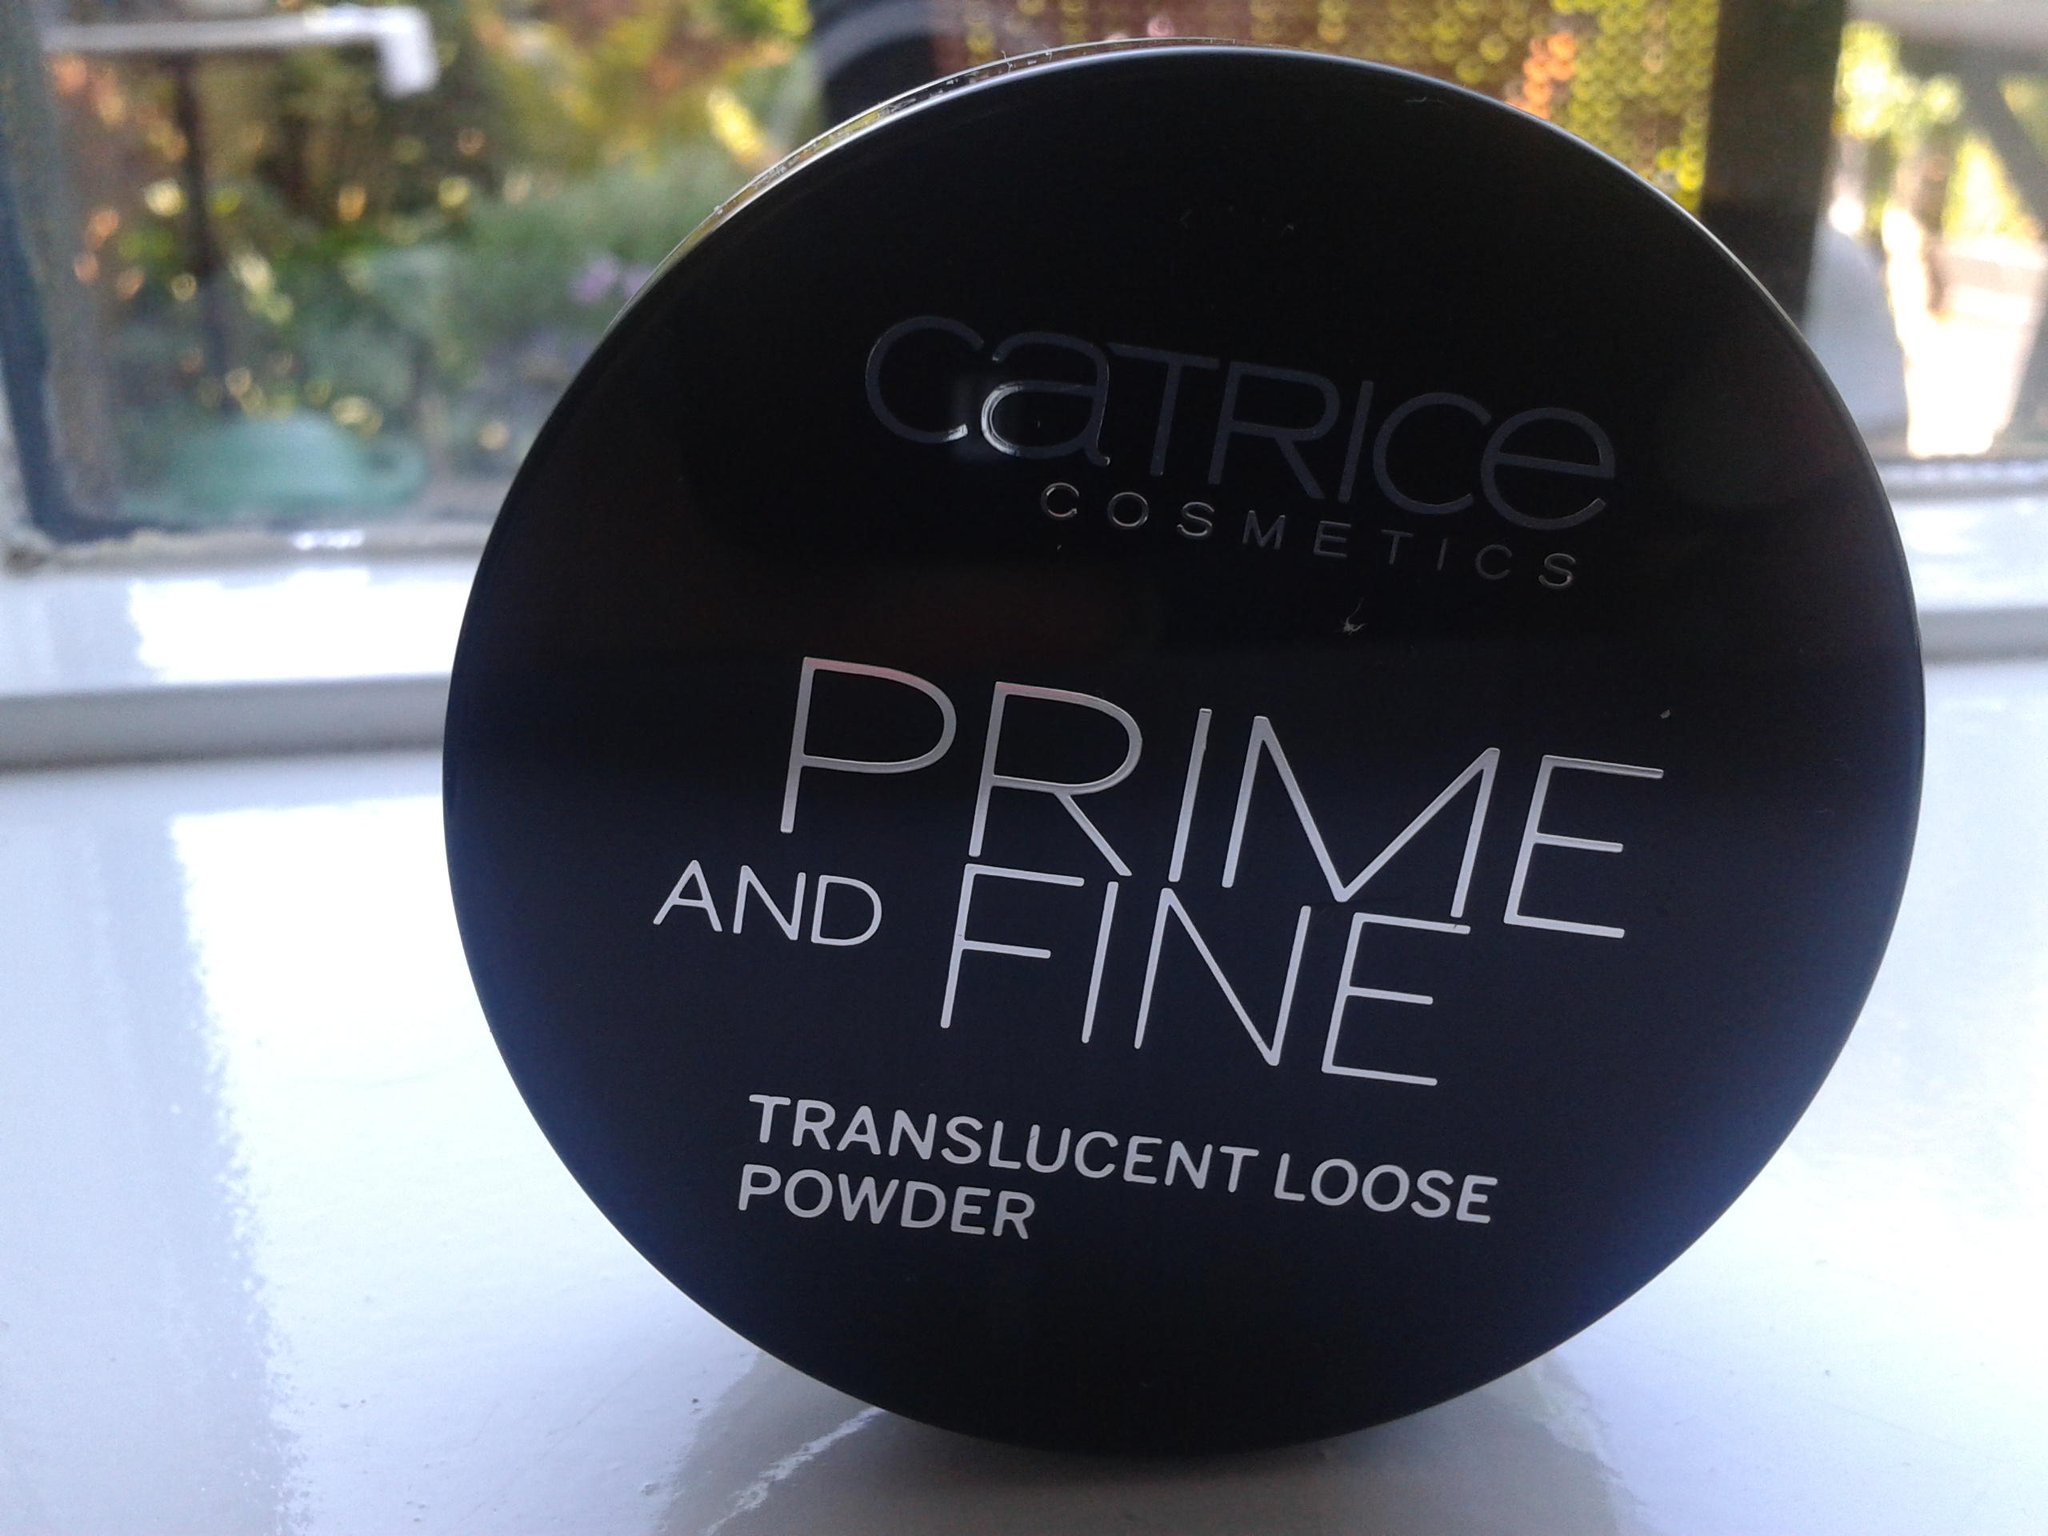 CATRICE
COSMETICS
PRIME
AND FINE
TRANSLUCENT LOOSE
POWDER